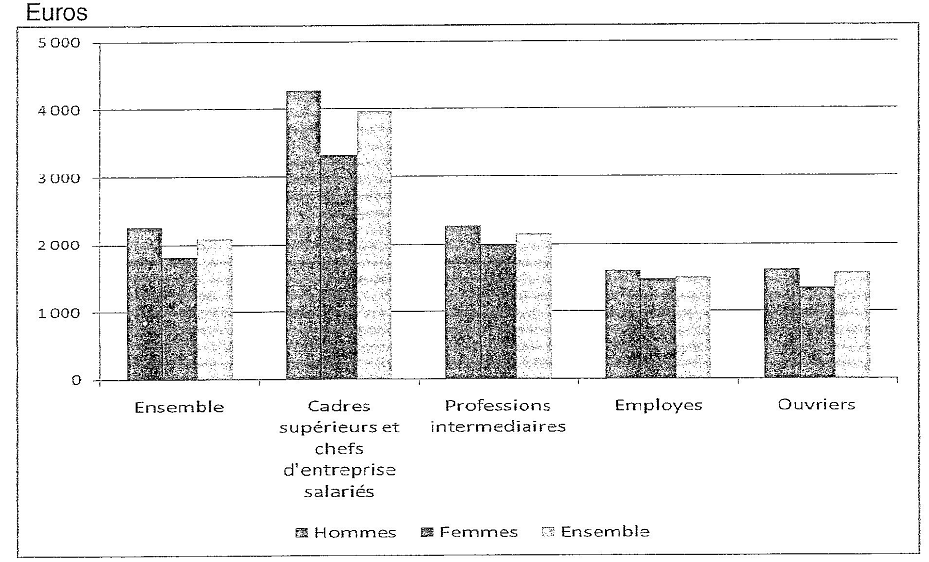 Euros
5 000
4 000
3 000
2 000
1 000
0
Ensemble
Cadres
supérieurs et
chefs
d'entreprise
salariés
Professions
intermediaires
Employes
Ouvriers
Hommes Femmes Ensemble